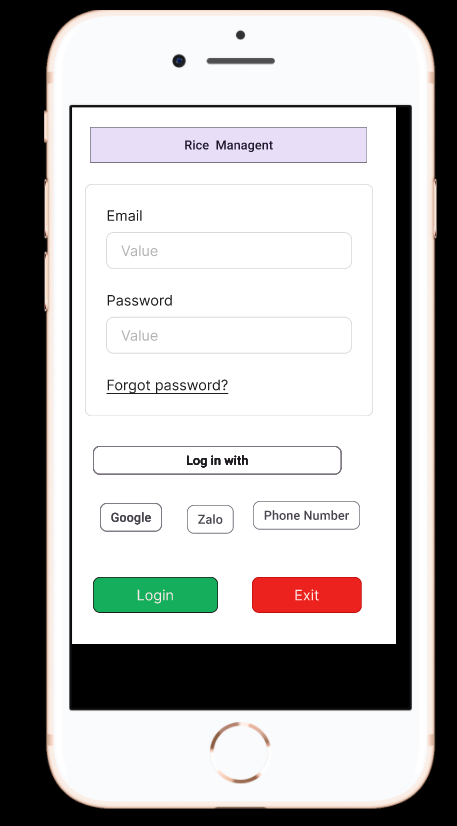 Rice  Managent
Email
Value
Password
Value
Forgot password?
Log in with
Google
Zalo
Phone Number
Login
Exit